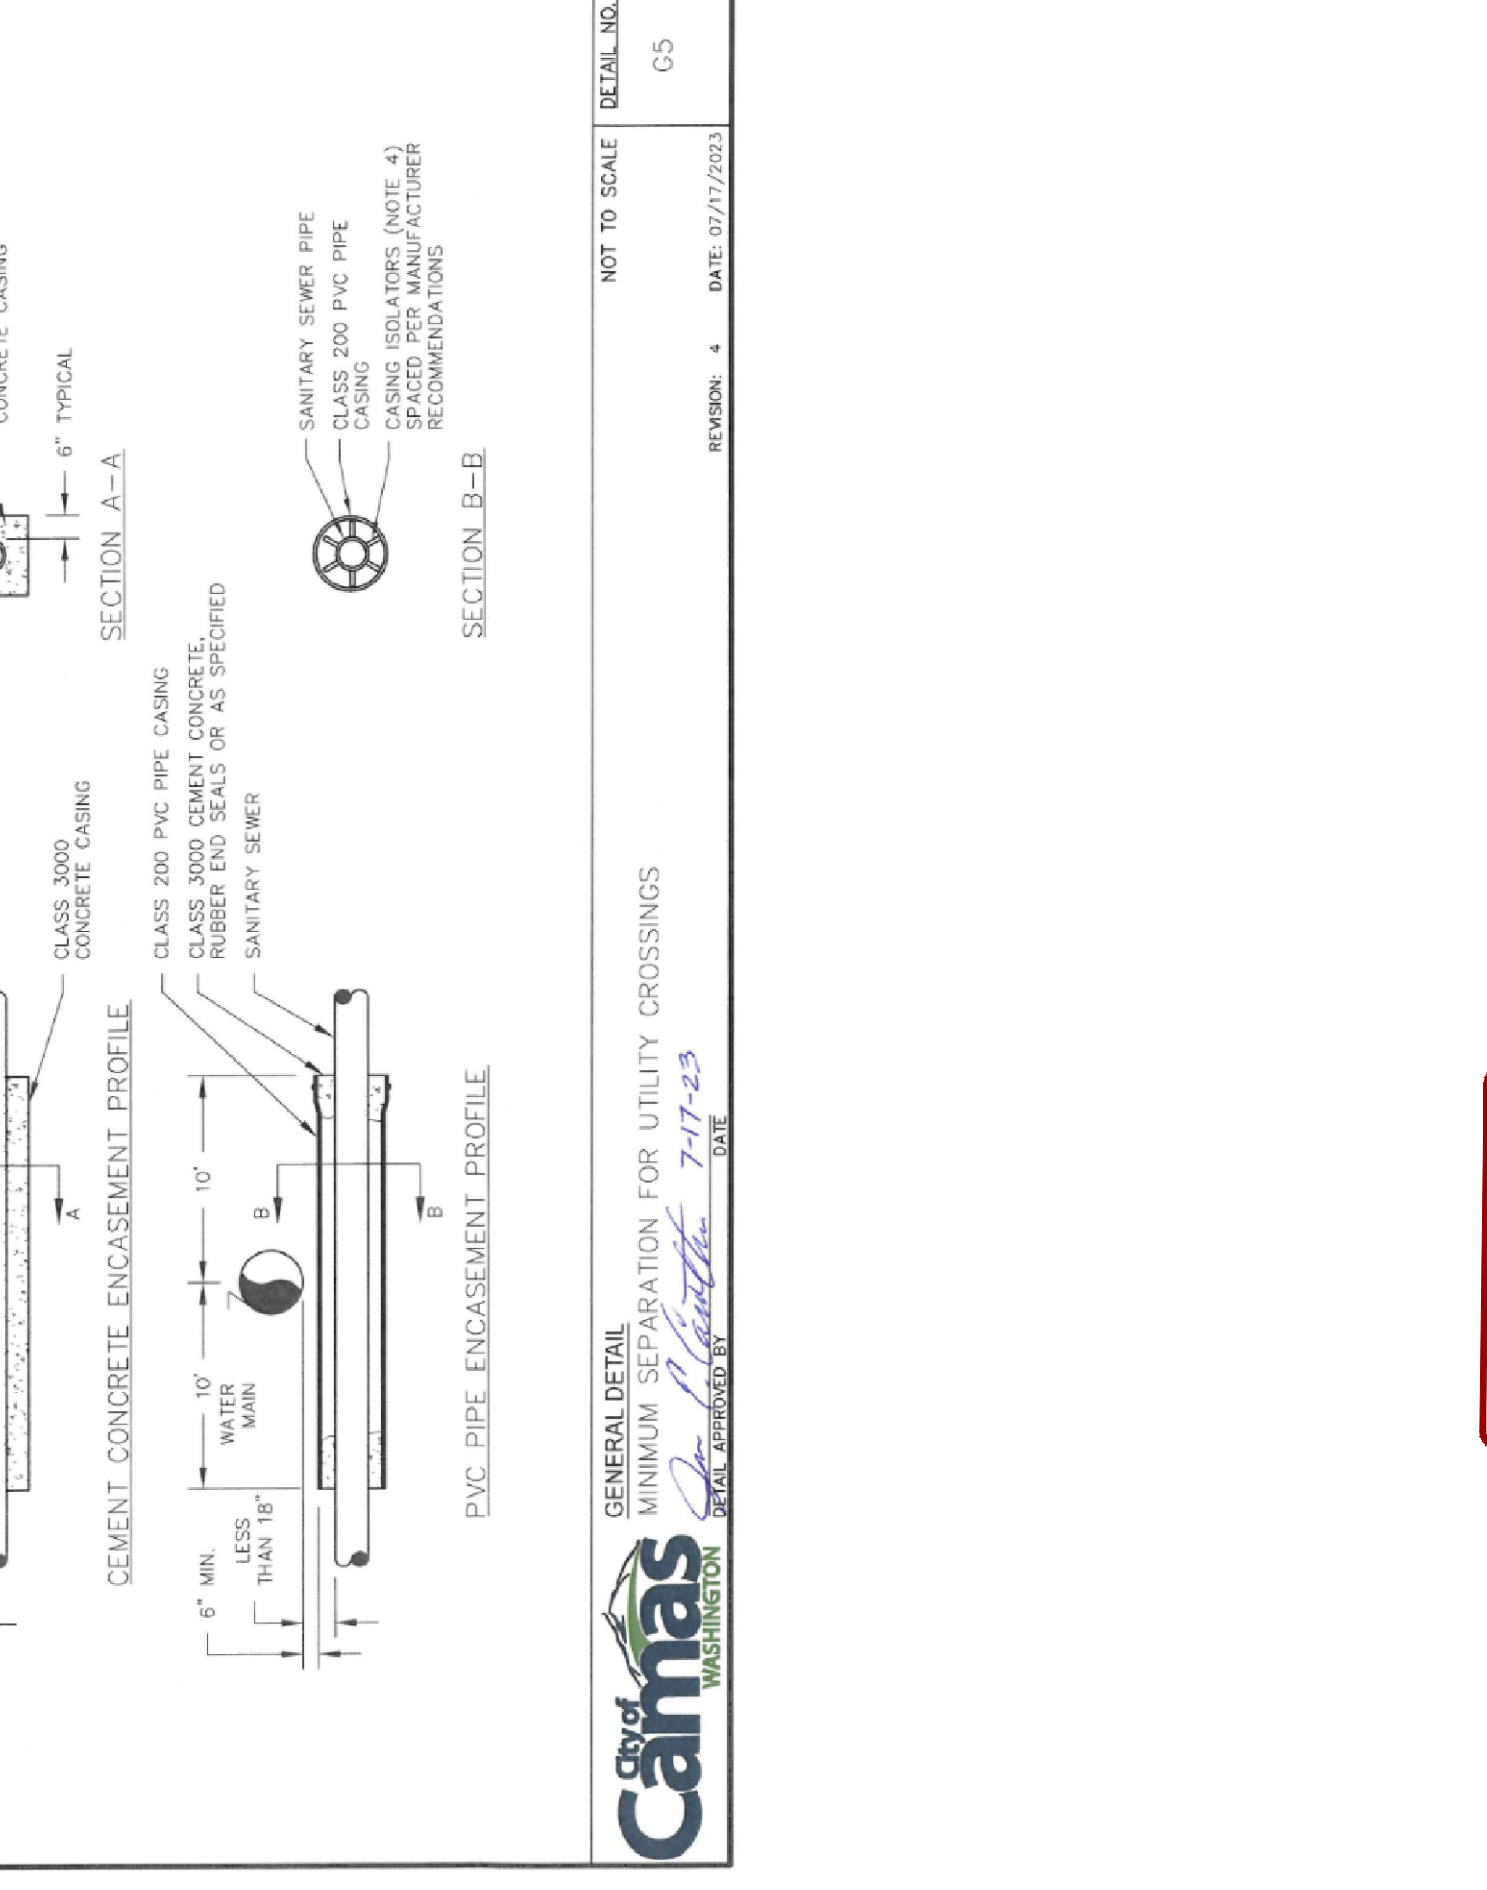 CLASS 3000
CONCRETE CASING
CEMENT CONCRETE ENCASEMENT PROFILE
A
6" TYPICAL
SECTION A-A
6" MIN.
LESS
THAN 18"
10'
10'
WATER
MAIN
B
B
CLASS 200 PVC PIPE CASING
CLASS 3000 CEMENT CONCRETE,
RUBBER END SEALS OR AS SPECIFIED
SANITARY SEWER
PVC PIPE ENCASEMENT PROFILE
SANITARY SEWER PIPE
CLASS 200 PVC PIPE
CASING
CASING ISOLATORS (NOTE 4)
SPACED PER MANUFACTURER
RECOMMENDATIONS
SECTION B-B
City of
Camas
WASHINGTON
GENERAL DETAIL
MINIMUM SEPARATION FOR UTILITY CROSSINGS
7-17-23
DETAIL APPROVED BY DATE
NOT TO SCALE
REVISION: 4 DATE: 07/17/2023
DETAIL NO.
G5